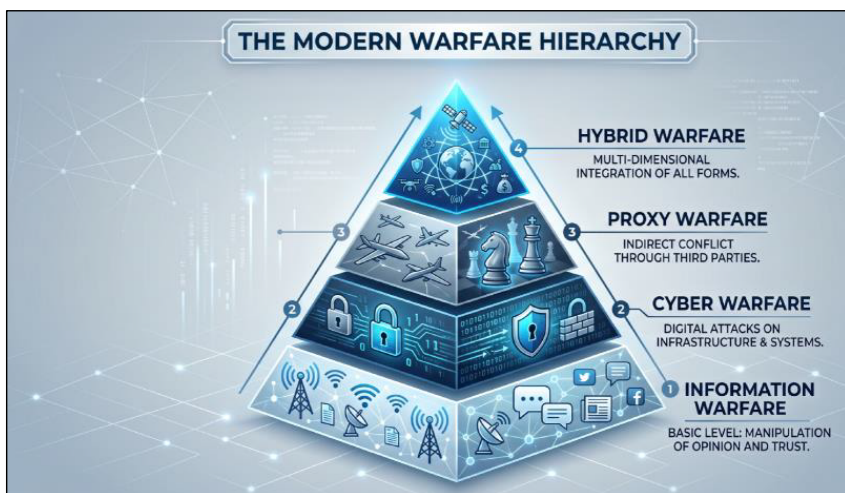 THE MODERN WARFARE HIERARCHY
4
HYBRID WARFARE
MULTI-DIMENSIONAL
INTEGRATION OF ALL FORMS.
$
3
3
PROXY WARFARE
INDIRECT CONFLICT
THROUGH THIRD PARTIES.
2
2
CYBER WARFARE
DIGITAL ATTACKS ON
INFRASTRUCTURE & SYSTEMS.
1
INFORMATION
WARFARE
BASIC LEVEL: MANIPULATION
OF OPINION AND TRUST.